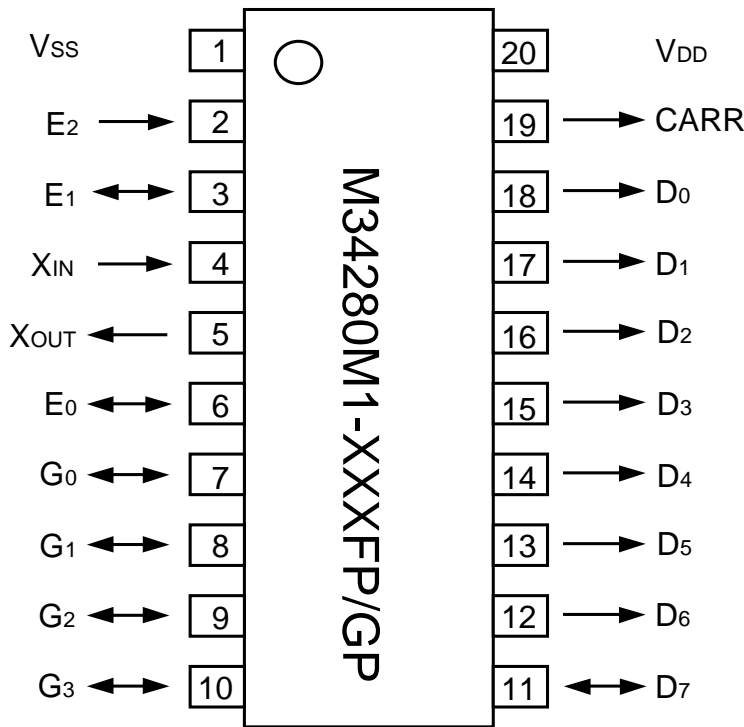 VSS 1 20 VDD
E2 2 19 CARR
E1 3 18 D0
XIN 4 17 D1
XOUT 5 16 D2
E0 6 15 D3
G0 7 14 D4
G1 8 13 D5
G2 9 12 D6
G3 10 11 D7
M34280M1-XXXFP/GP